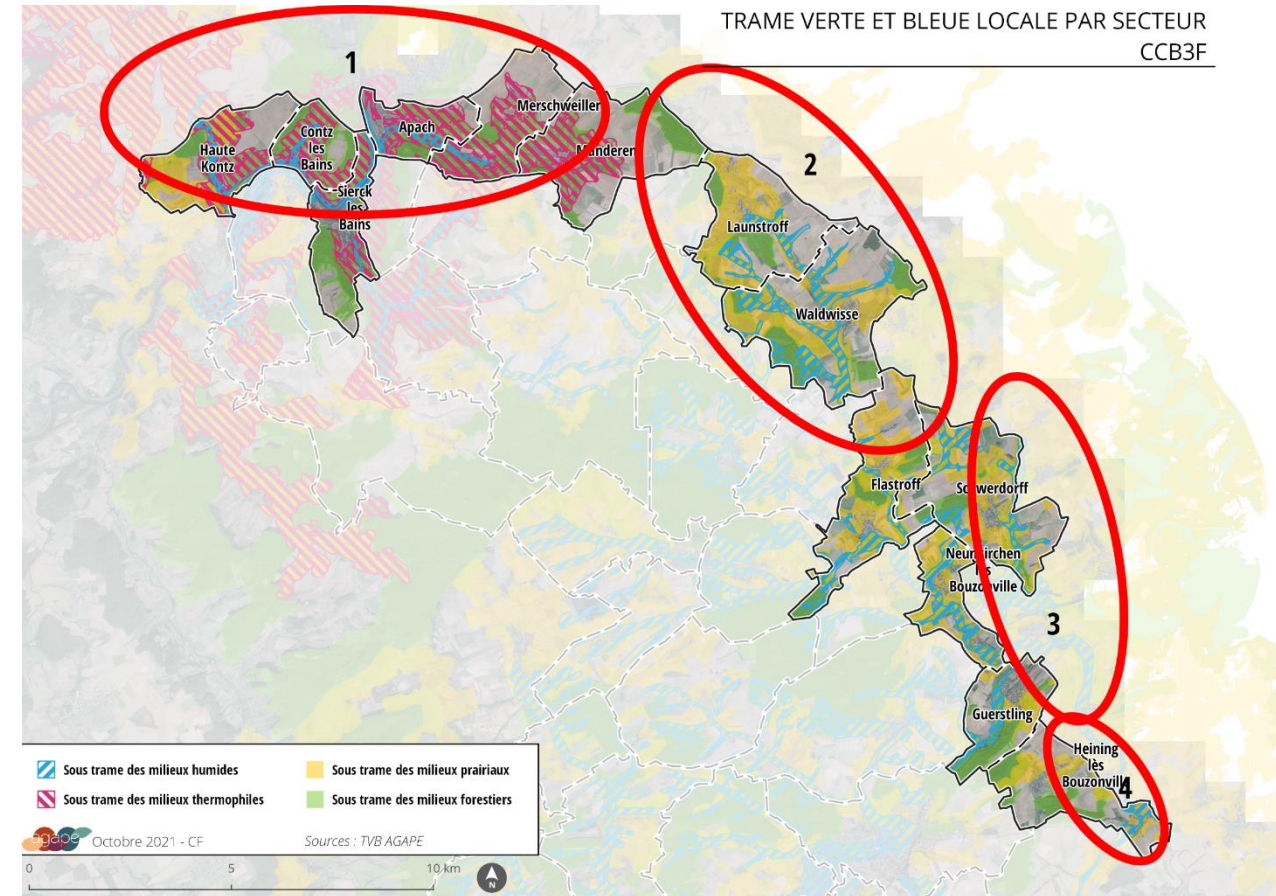 TRAME VERTE ET BLEUE LOCALE PAR SECTEUR
CCB3F
1
Merschweiller
Apach
Contz
les
Bains
Haute
Kontz
Manderen
Sierck
les
Bains
2
Launstroff
Waldwisse
Flastroff
Schwerdorff
Neunkirchen
lès
Bouzonville
3
Guerstling
Heining
lès
Bouzonville
4
Sous trame des milieux humides
Sous trame des milieux prairiaux
Sous trame des milieux thermophiles
Sous trame des milieux forestiers
agape
Octobre 2021 - CF
Sources : TVB AGAPE
0
5
10 km
N